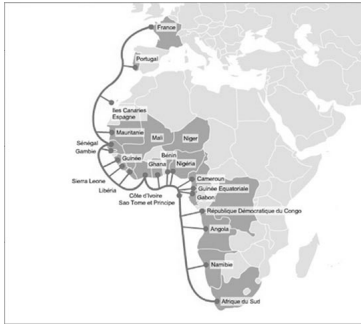 France
Portugal
Iles Canaries
Espagne
Mauritanie
Mali
Niger
Sénégal
Gambie
Guinée
Bénin
Ghana
Nigéria
Sierra Leone
Libéria
Côte d'Ivoire
Sao Tome et Principe
Cameroun
Guinée Equatoriale
Gabon
République Démocratique du Congo
Angola
Namibie
Afrique du Sud